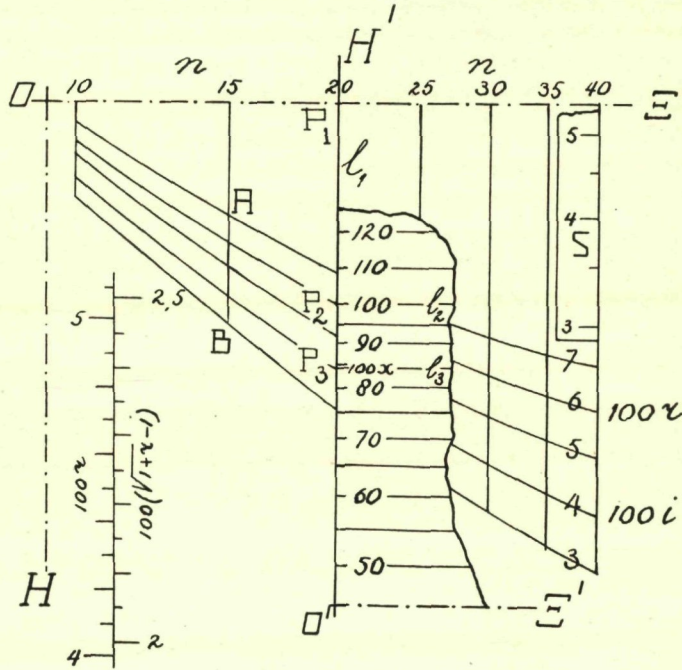 H'
n n
10 15 20 25 30 35 40
O Ξ
P₁
l₁
5
A
120
4
S
110
P₂ 100 l₂
2,5
5
3
B 90
7
P₃ 100x l₃
80
6
100r
70
5
100r
100(√1+r-1)
60
4
100i
50
3
H
O'
Ξ'
4 2